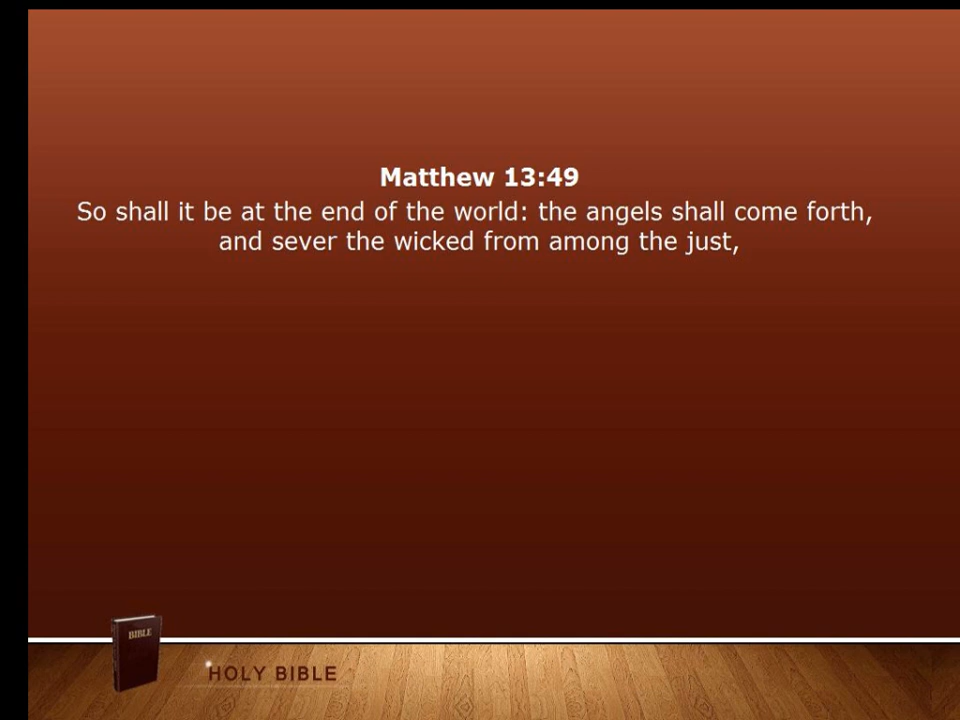 Matthew 13:49
So shall it be at the end of the world: the angels shall come forth,
and sever the wicked from among the just,
BIBLE
HOLY BIBLE